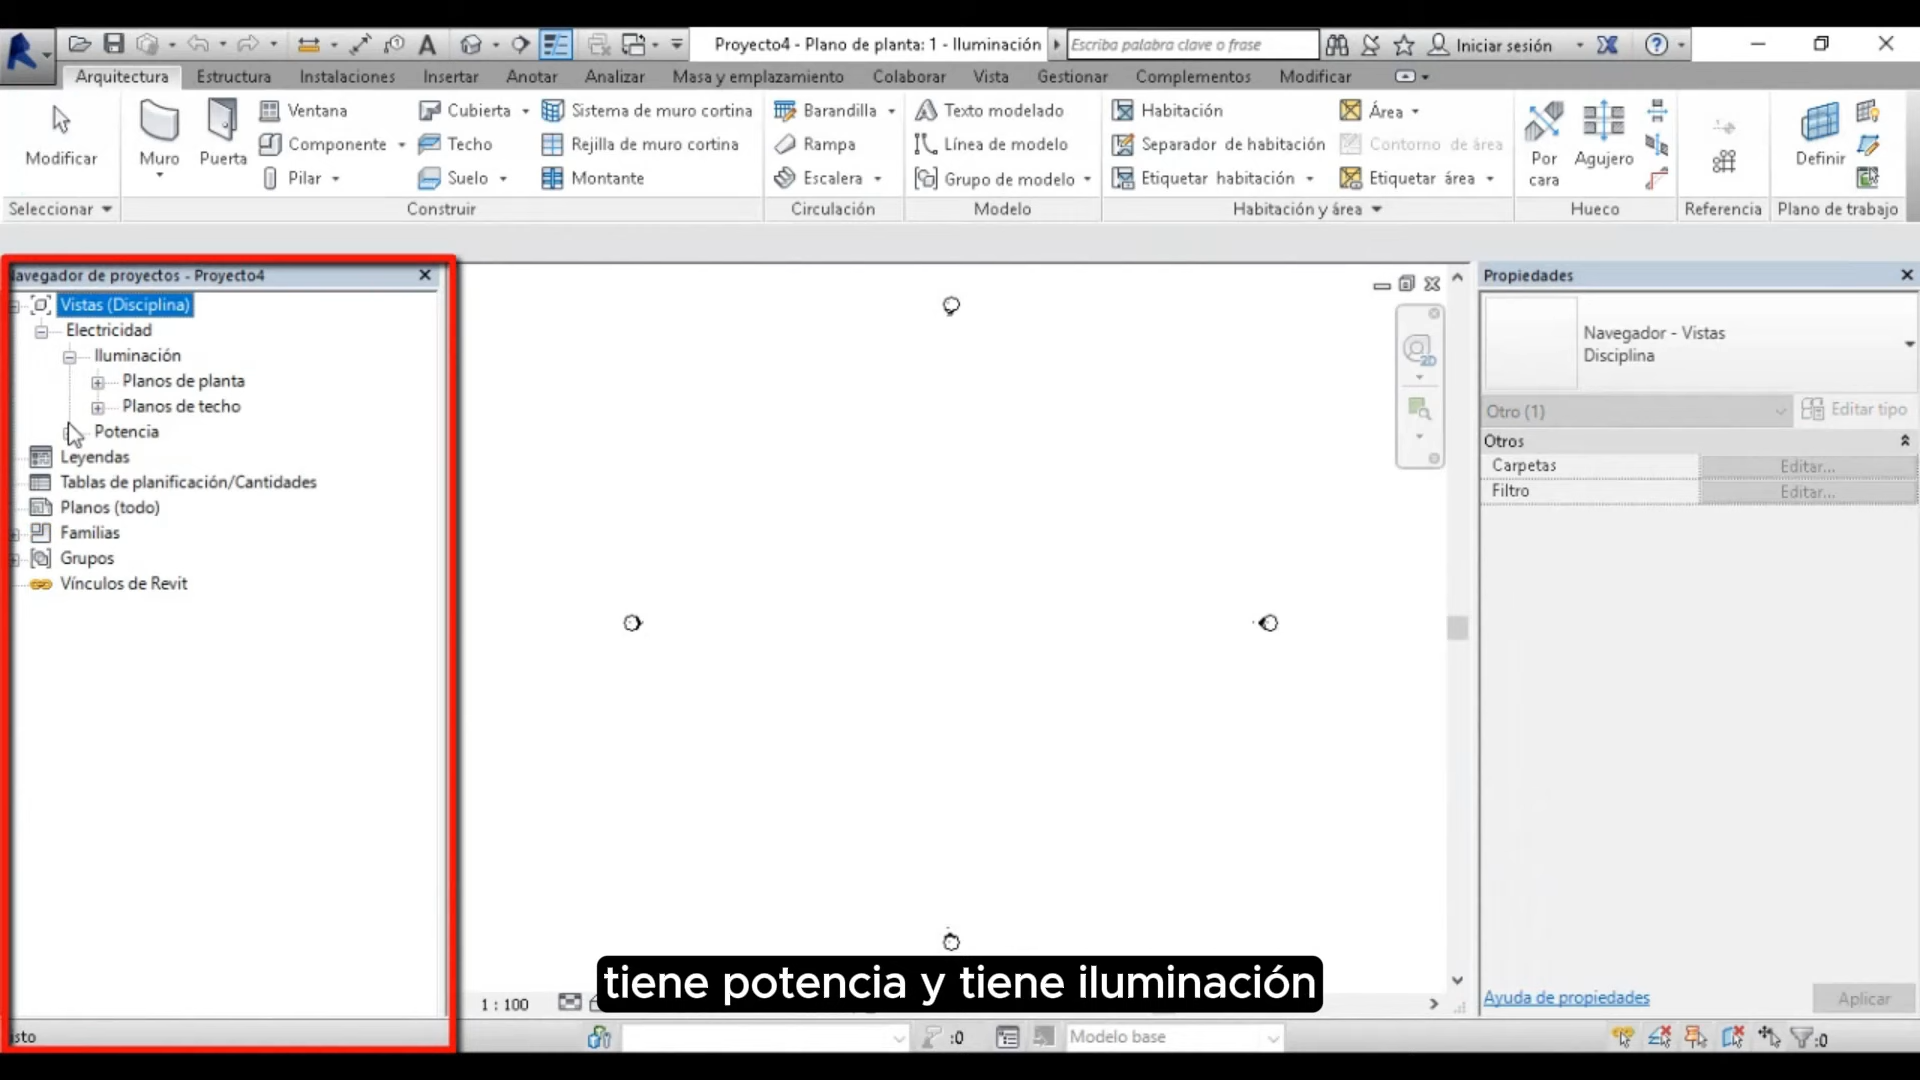 Proyecto4 - Plano de planta: 1 - Iluminación
Escriba palabra clave o frase
Iniciar sesión
Arquitectura
Estructura
Instalaciones
Insertar
Anotar
Analizar
Masa y emplazamiento
Colaborar
Vista
Gestionar
Complementos
Modificar
Modificar
Muro
Puerta
Ventana
Componente
Pilar
Cubierta
Techo
Suelo
Sistema de muro cortina
Rejilla de muro cortina
Montante
Barandilla
Rampa
Escalera
Texto modelado
Línea de modelo
Grupo de modelo
Habitación
Separador de habitación
Etiquetar habitación
Área
Contorno de área
Etiquetar área
Por cara
Agujero
Definir
Seleccionar
Construir
Circulación
Modelo
Habitación y área
Hueco
Referencia
Plano de trabajo
avegador de proyectos - Proyecto4
Vistas (Disciplina)
Electricidad
Iluminación
Planos de planta
Planos de techo
Potencia
Leyendas
Tablas de planificación/Cantidades
Planos (todo)
Familias
Grupos
Vínculos de Revit
2D
Propiedades
Navegador - Vistas
Disciplina
Otro (1)
Editar tipo
Otros
Carpetas
Editar...
Filtro
Editar...
Ayuda de propiedades
Aplicar
tiene potencia y tiene iluminación
1 : 100
sto
:0
Modelo base
:0